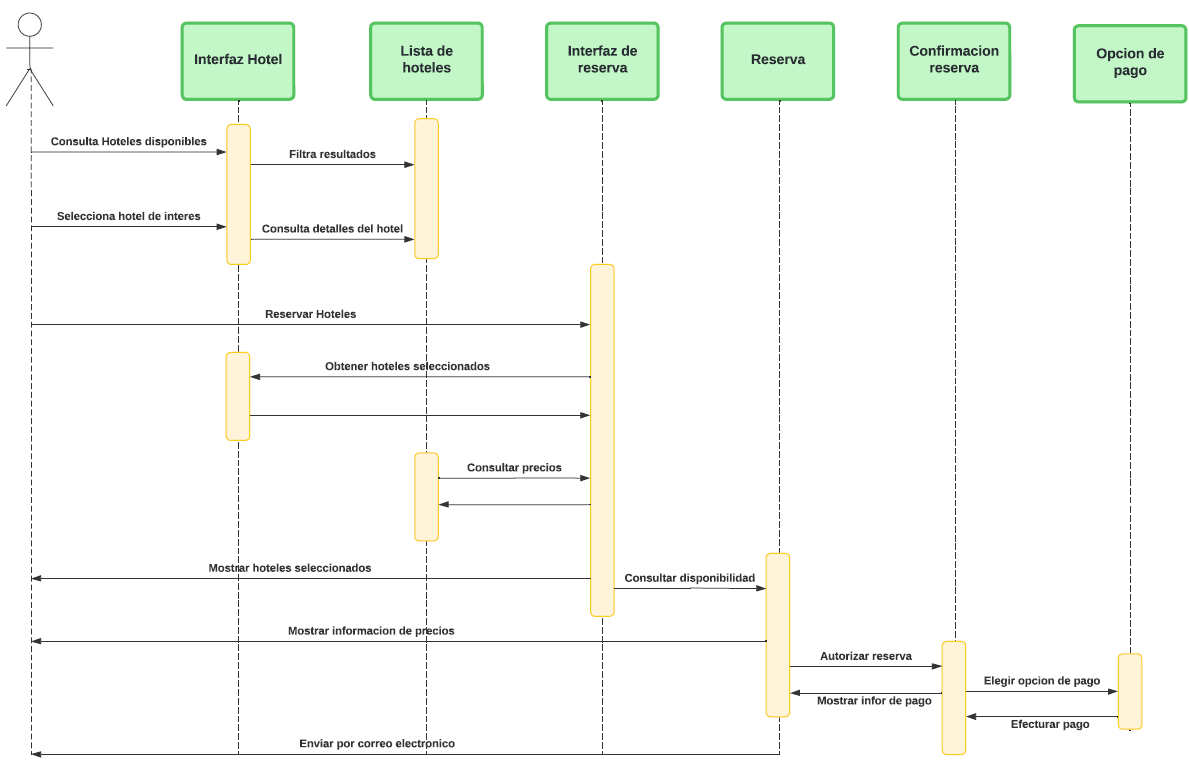 Interfaz Hotel
Lista de
hoteles
Interfaz de
reserva
Reserva
Confirmacion
reserva
Opcion de
pago
Consulta Hoteles disponibles
Filtra resultados
Selecciona hotel de interes
Consulta detalles del hotel
Reservar Hoteles
Obtener hoteles seleccionados
Consultar precios
Mostrar hoteles seleccionados
Consultar disponibilidad
Mostrar informacion de precios
Autorizar reserva
Elegir opcion de pago
Mostrar infor de pago
Efecturar pago
Enviar por correo electronico